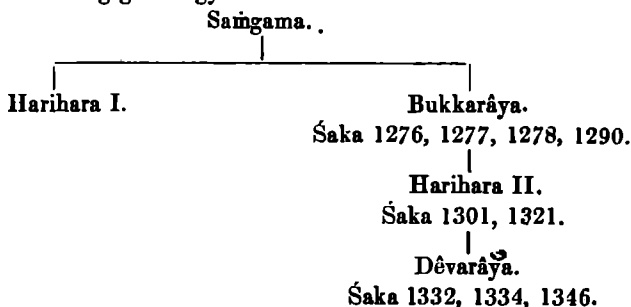 Saṁgama.
Harihara I. Bukkarâya.
Śaka 1276, 1277, 1278, 1290.
Harihara II.
Śaka 1301, 1321.
Dêvarâya.
Śaka 1332, 1334, 1346.